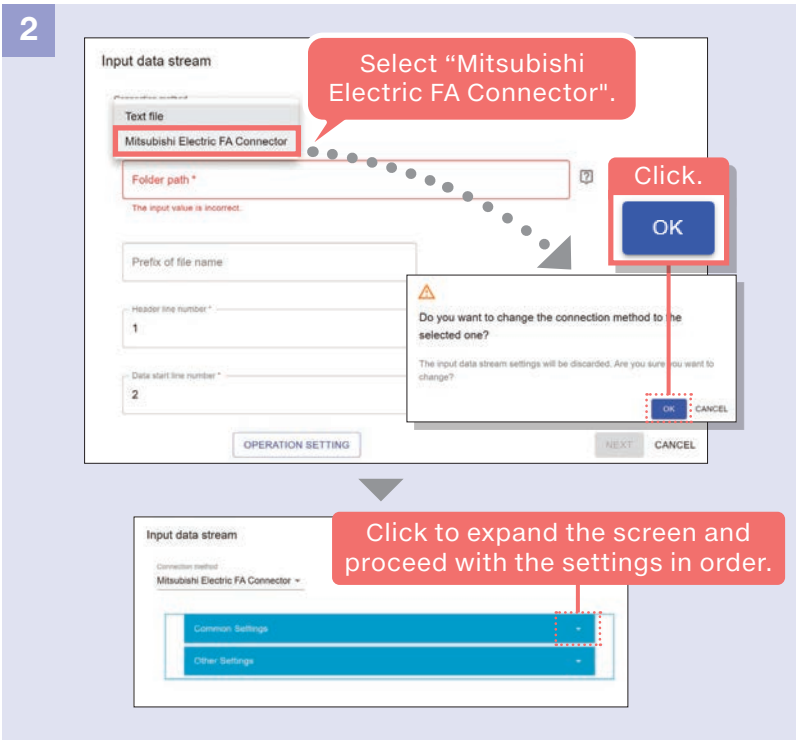 2
Input data stream
Select “Mitsubishi
Electric FA Connector".
Connection method
Text file
Mitsubishi Electric FA Connector
Folder path *
The input value is incorrect.
Click.
OK
Prefix of file name
Header line number *
1
Do you want to change the connection method to the
selected one?
The input data stream settings will be discarded. Are you sure you want to
change?
Data start line number *
2
OK CANCEL
OPERATION SETTING
NEXT CANCEL
Input data stream
Click to expand the screen and
proceed with the settings in order.
Connection method
Mitsubishi Electric FA Connector
Common Settings
Other Settings